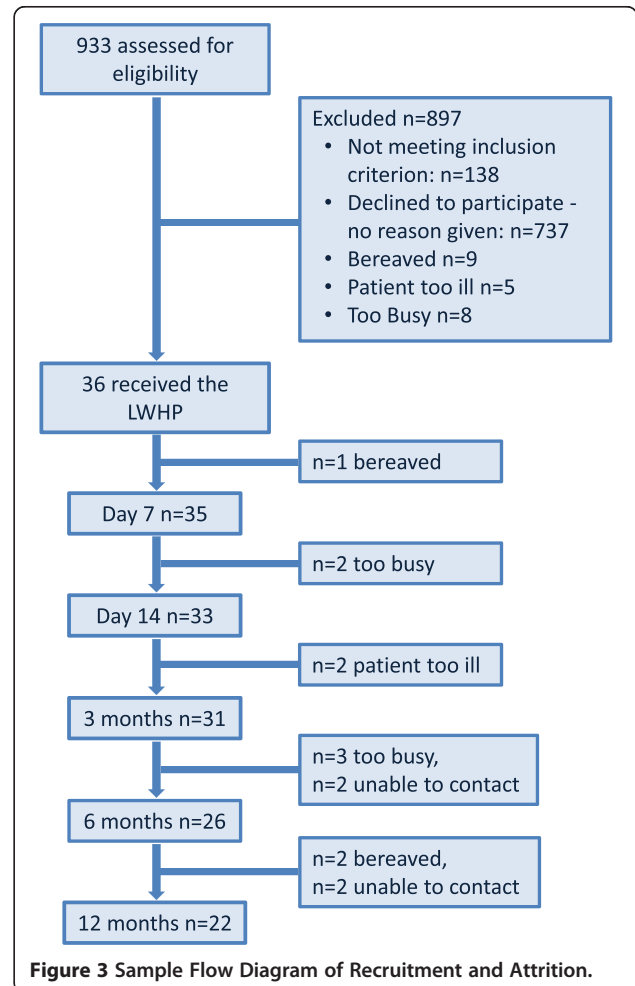 933 assessed for
eligibility
Excluded n=897
• Not meeting inclusion
criterion: n=138
• Declined to participate -
no reason given: n=737
• Bereaved n=9
• Patient too ill n=5
• Too Busy n=8
36 received the
LWHP
n=1 bereaved
Day 7 n=35
n=2 too busy
Day 14 n=33
n=2 patient too ill
3 months n=31
n=3 too busy,
n=2 unable to contact
6 months n=26
n=2 bereaved,
n=2 unable to contact
12 months n=22
Figure 3 Sample Flow Diagram of Recruitment and Attrition.